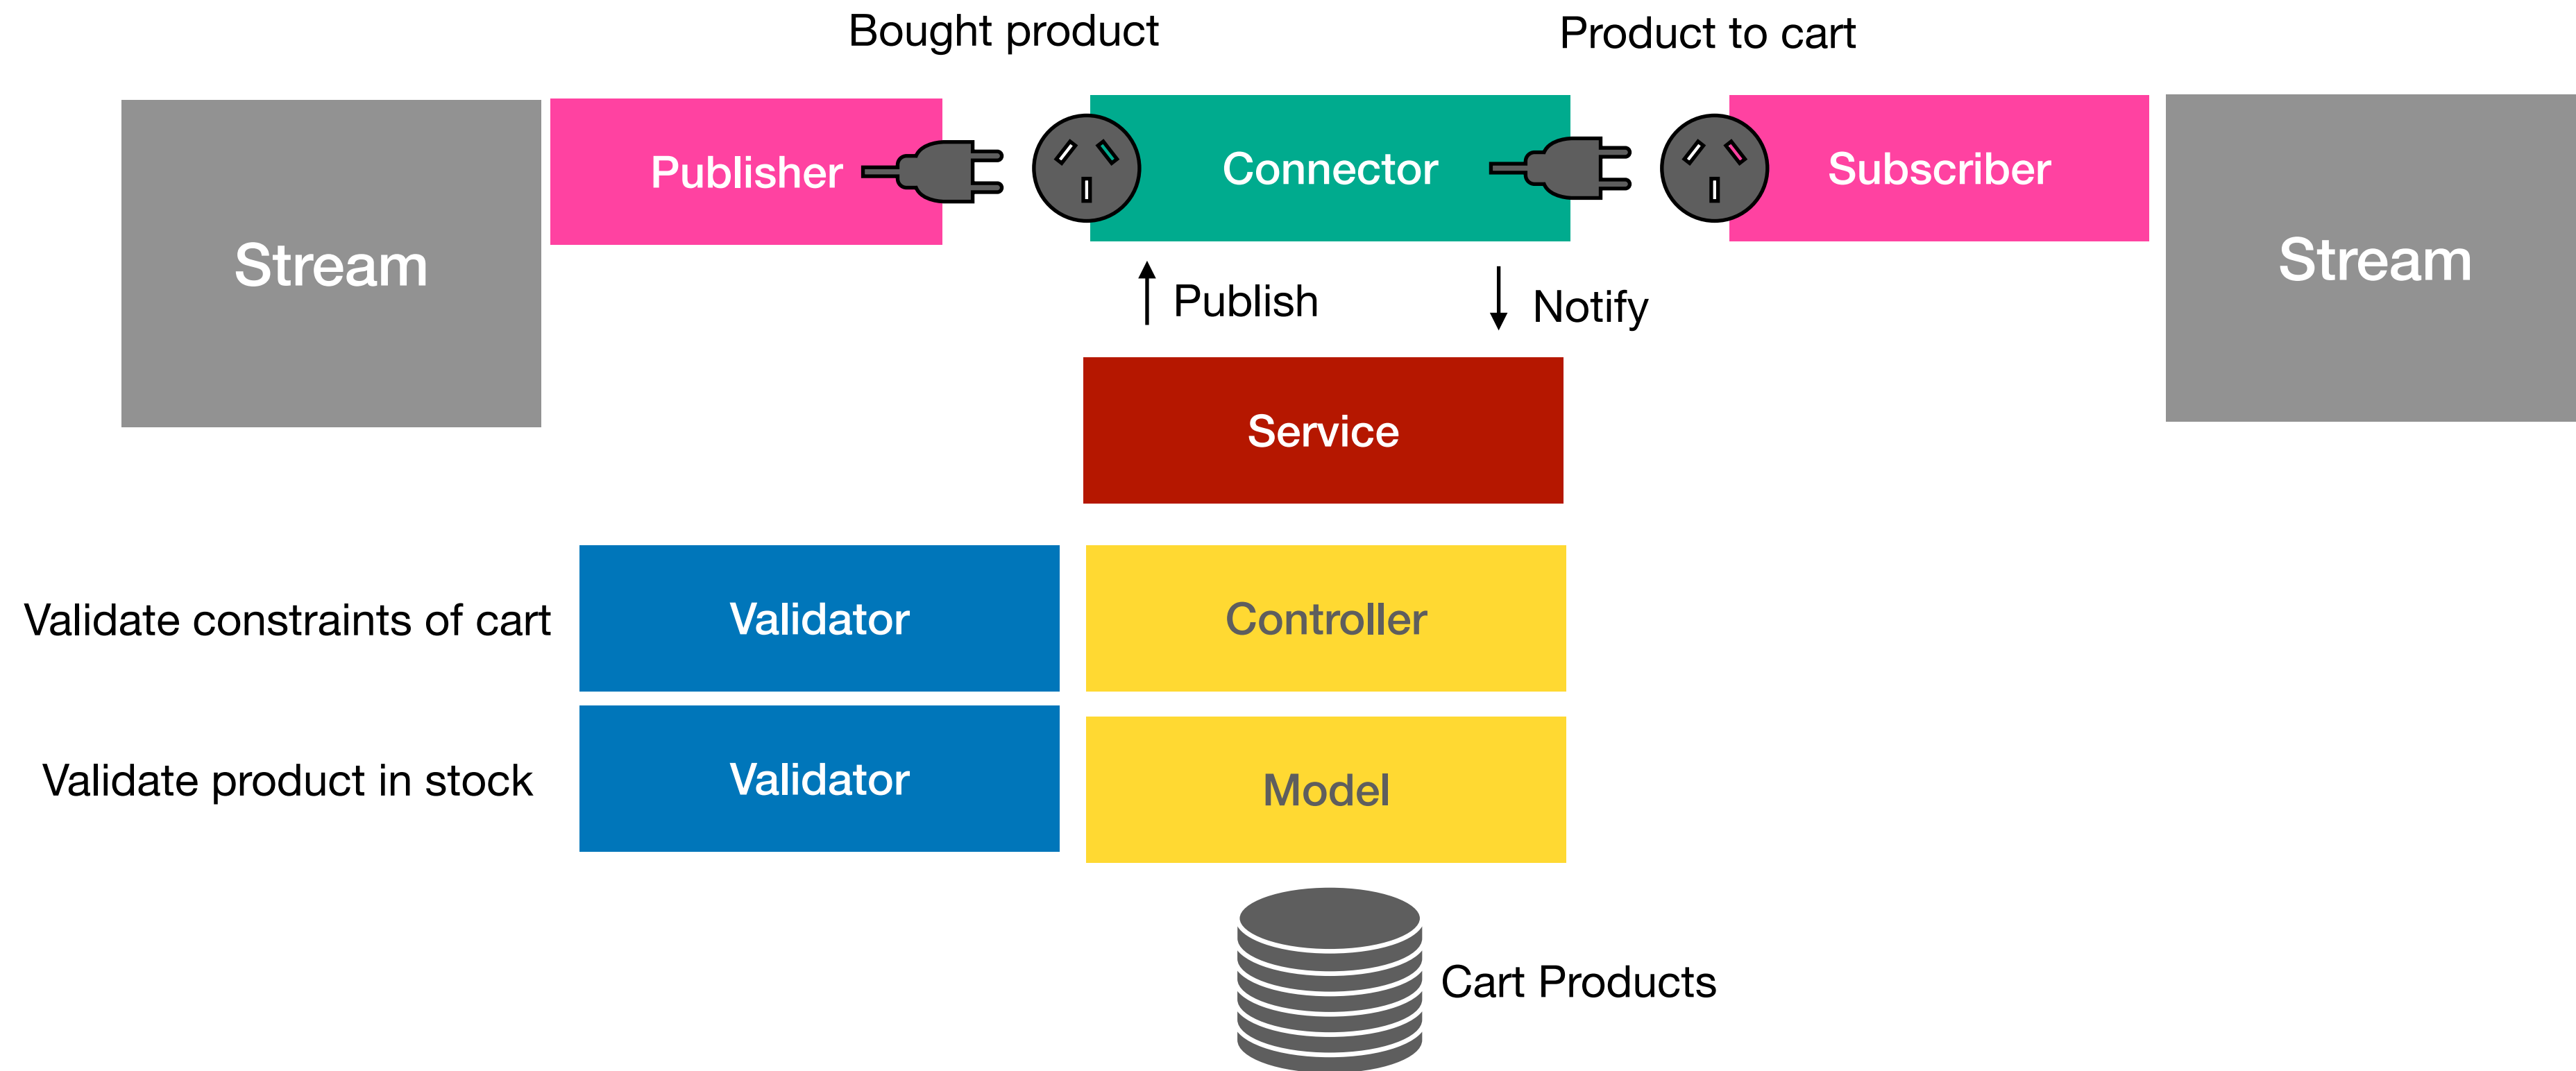 Bought product
Product to cart
Stream
Publisher
Connector
Subscriber
Stream
Publish
Notify
Service
Validate constraints of cart
Validator
Controller
Validate product in stock
Validator
Model
Cart Products